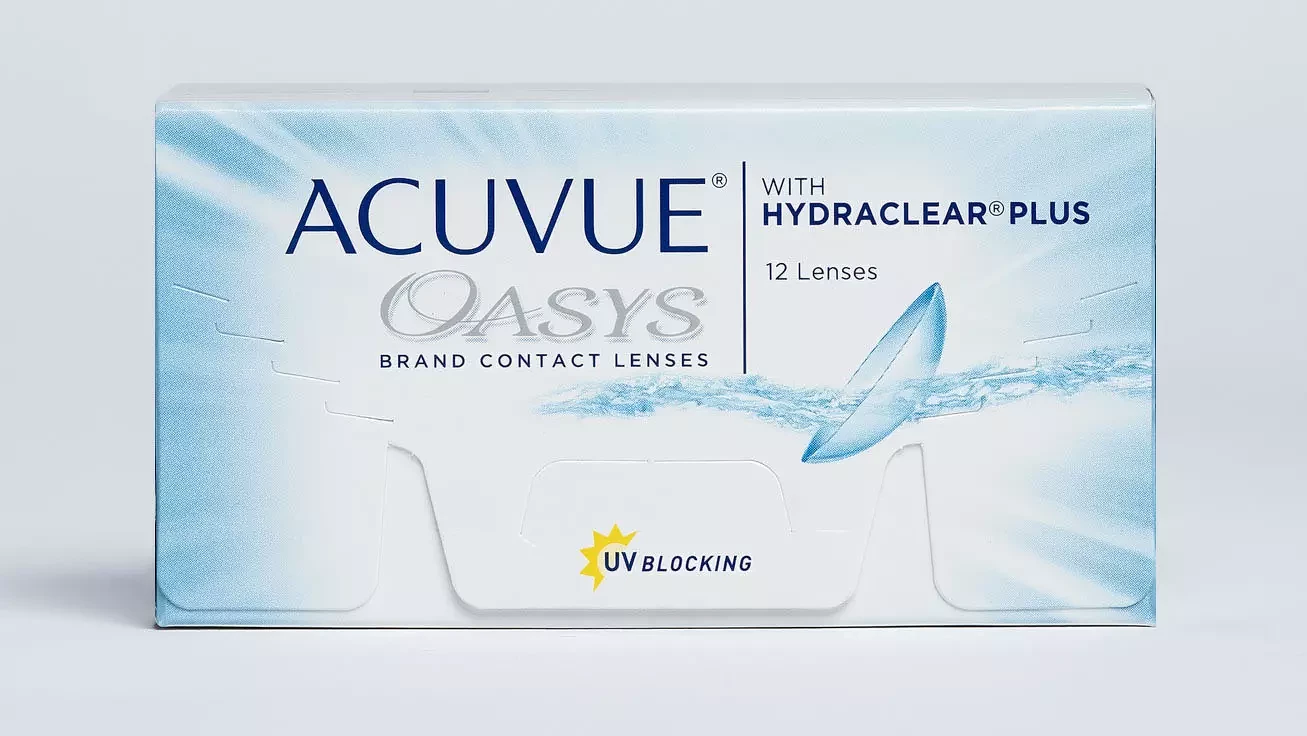 ACUVUE®
OASYS
BRAND CONTACT LENSES
WITH
HYDRACLEAR® PLUS
12 Lenses
UV BLOCKING